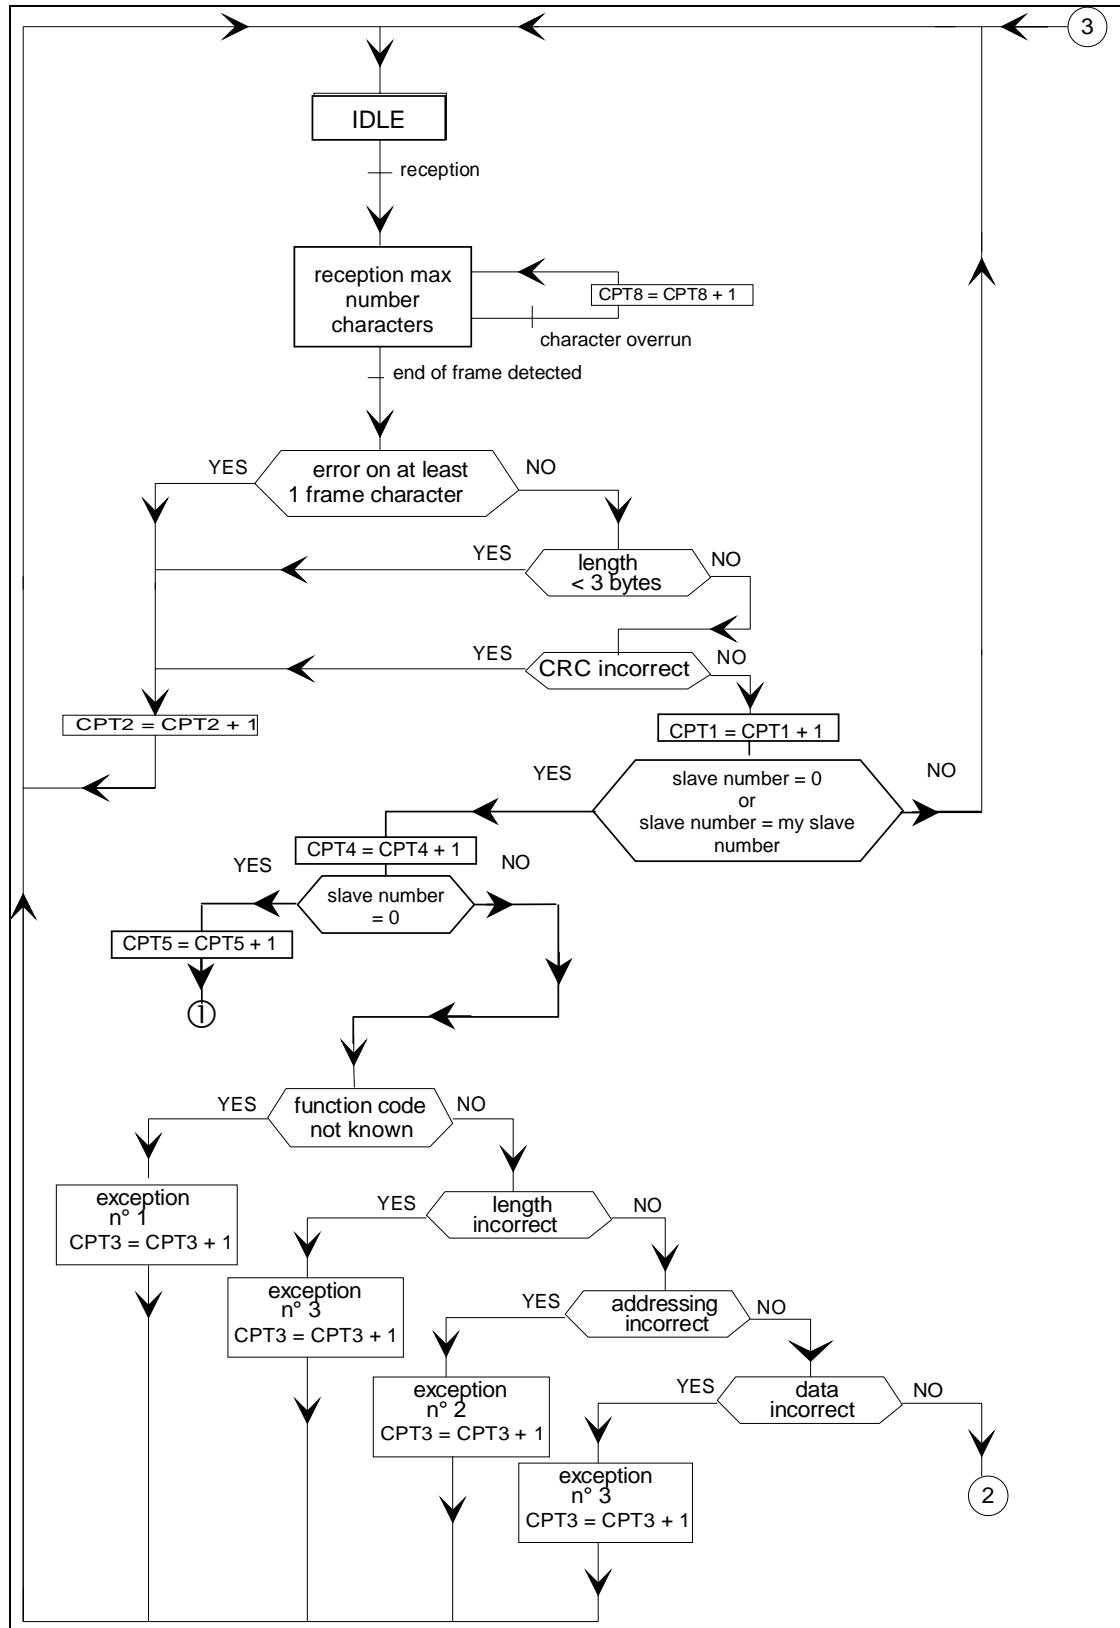 3
IDLE
reception
reception max
number
characters
CPT8 = CPT8 + 1
character overrun
end of frame detected
YES
error on at least
1 frame character
NO
YES
length
< 3 bytes
NO
YES
CRC incorrect
NO
CPT2 = CPT2 + 1
CPT1 = CPT1 + 1
YES
slave number = 0
or
slave number = my slave
number
NO
CPT4 = CPT4 + 1
YES
slave number
= 0
NO
CPT5 = CPT5 + 1
1
YES
function code
not known
NO
exception
n° 1
CPT3 = CPT3 + 1
YES
length
incorrect
NO
exception
n° 3
CPT3 = CPT3 + 1
YES
addressing
incorrect
NO
exception
n° 2
CPT3 = CPT3 + 1
YES
data
incorrect
NO
exception
n° 3
CPT3 = CPT3 + 1
2